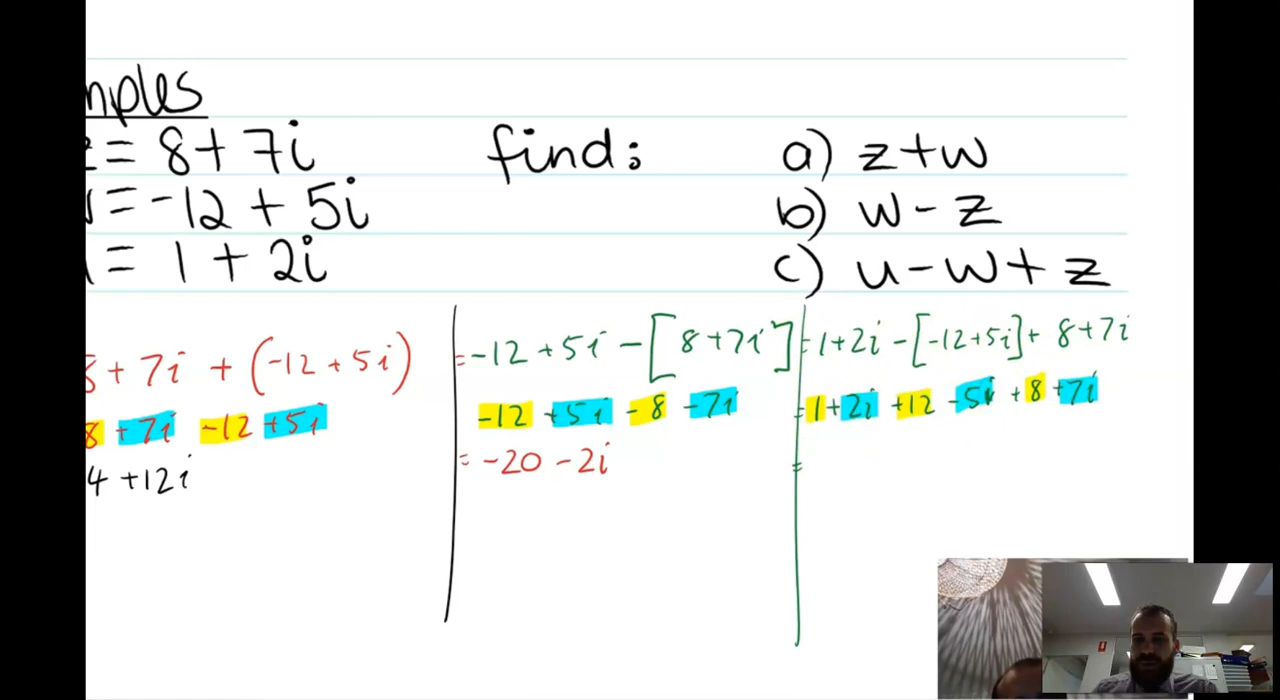 mples
z = 8 + 7i find: a) z+w
= -12 + 5i b) w - z
= 1 + 2i c) u - w + z
8 + 7i + (-12 + 5i)
8 +7i -12 +5i
4 +12i
= -12 +5i - [8+7i]
-12 +5i -8 -7i
= -20 -2i
= 1+2i -[-12+5i]+ 8+7i
= 1+2i +12 -5i +8 +7i
=